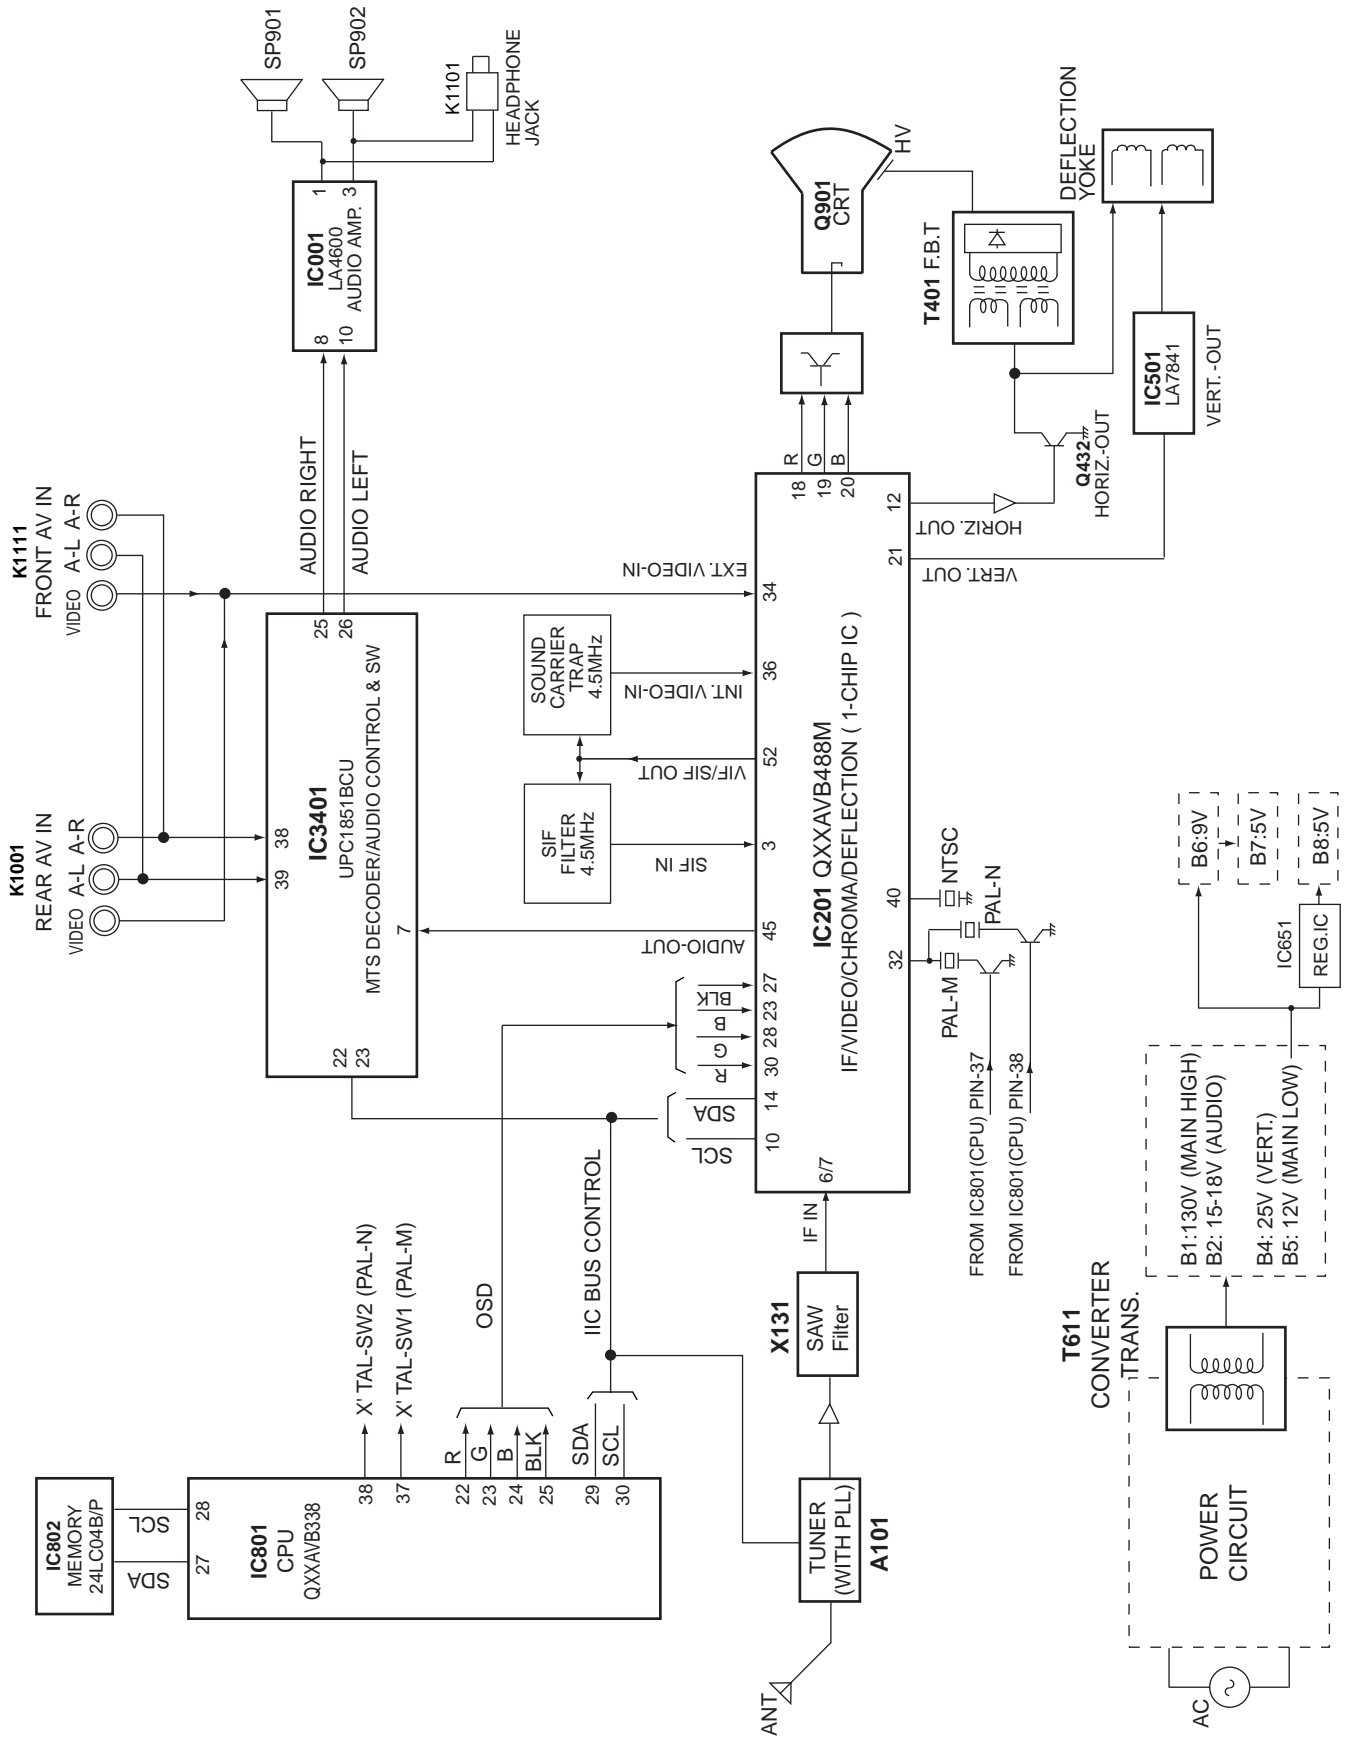 IC802
MEMORY
24LC04B/P
SDA
SCL
27
28
IC801
CPU
QXXAVB338
38
37
22
23
24
25
29
30
X' TAL-SW2 (PAL-N)
X' TAL-SW1 (PAL-M)
R
G
B
BLK
SDA
SCL
OSD
IIC BUS CONTROL
K1001
REAR AV IN
VIDEO
A-L
A-R
K1111
FRONT AV IN
VIDEO
A-L
A-R
IC3401
UPC1851BCU
MTS DECODER/AUDIO CONTROL & SW
22
23
39
38
7
25
26
AUDIO RIGHT
AUDIO LEFT
IC001
LA4600
AUDIO AMP.
8
10
1
3
SP901
SP902
K1101
HEADPHONE
JACK
ANT
TUNER
(WITH PLL)
A101
X131
SAW
Filter
IF IN
6/7
SCL
SDA
R
G
B
BLK
10
14
30
28
23
27
45
3
52
36
34
AUDIO-OUT
SIF IN
VIF/SIF OUT
INT. VIDEO-IN
EXT. VIDEO-IN
SIF
FILTER
4.5MHz
SOUND
CARRIER
TRAP
4.5MHz
IC201 QXXAVB488M
IF/VIDEO/CHROMA/DEFLECTION ( 1-CHIP IC )
32
40
21
12
18
19
20
R
G
B
PAL-M
PAL-N
NTSC
FROM IC801(CPU) PIN-37
FROM IC801(CPU) PIN-38
VERT. OUT
HORIZ. OUT
Q432
HORIZ.-OUT
Q901
CRT
HV
T401 F.B.T
DEFLECTION
YOKE
IC501
LA7841
VERT. -OUT
AC
POWER
CIRCUIT
T611
CONVERTER
TRANS.
B1:130V (MAIN HIGH)
B2: 15-18V (AUDIO)
B4: 25V (VERT.)
B5: 12V (MAIN LOW)
IC651
REG.IC
B6:9V
B7:5V
B8:5V